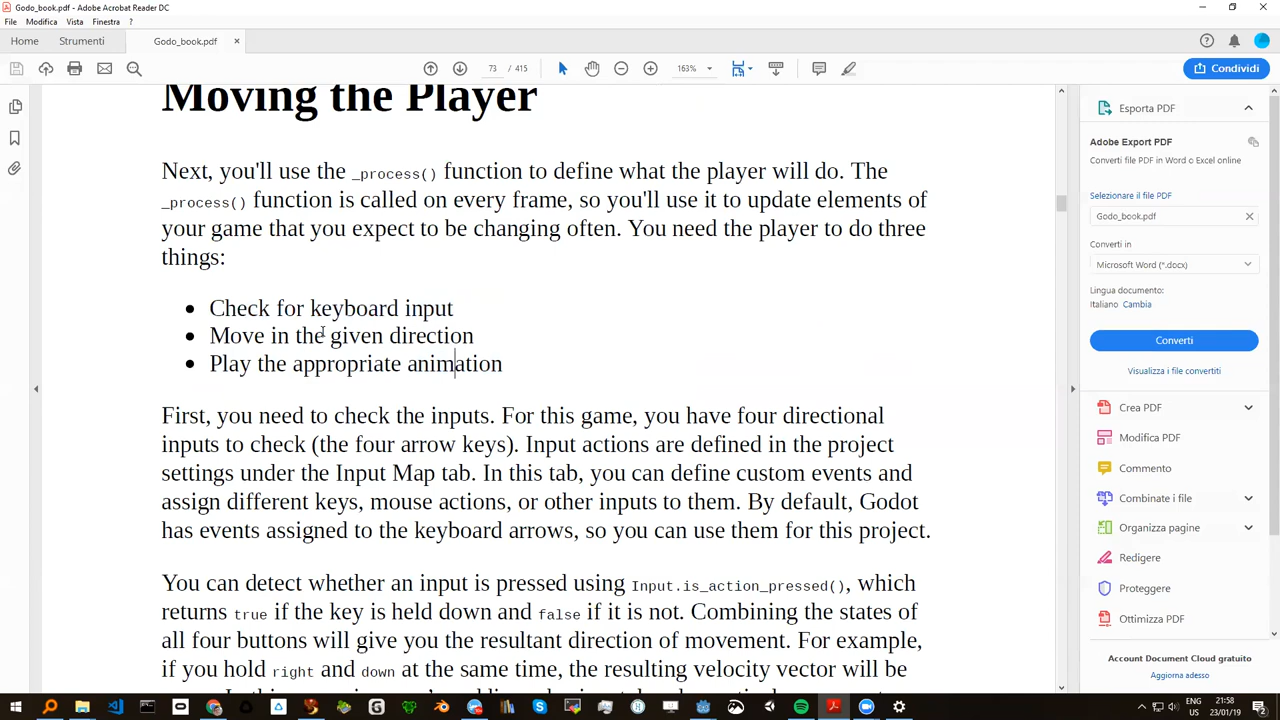 Godo_book.pdf - Adobe Acrobat Reader DC
File Modifica Vista Finestra ?
Home Strumenti Godo_book.pdf ×
73 / 415 163%
Condividi
Moving the Player
Next, you'll use the _process() function to define what the player will do. The
_process() function is called on every frame, so you'll use it to update elements of
your game that you expect to be changing often. You need the player to do three
things:
• Check for keyboard input
• Move in the given direction
• Play the appropriate animation
First, you need to check the inputs. For this game, you have four directional
inputs to check (the four arrow keys). Input actions are defined in the project
settings under the Input Map tab. In this tab, you can define custom events and
assign different keys, mouse actions, or other inputs to them. By default, Godot
has events assigned to the keyboard arrows, so you can use them for this project.
You can detect whether an input is pressed using Input.is_action_pressed(), which
returns true if the key is held down and false if it is not. Combining the states of
all four buttons will give you the resultant direction of movement. For example,
if you hold right and down at the same time, the resulting velocity vector will be
Esporta PDF
Adobe Export PDF
Converti file PDF in Word o Excel online
Selezionare il file PDF
Godo_book.pdf ×
Converti in
Microsoft Word (*.docx)
Lingua documento:
Italiano Cambia
Converti
Visualizza i file convertiti
Crea PDF
Modifica PDF
Commento
Combinate i file
Organizza pagine
Redigere
Proteggere
Ottimizza PDF
Account Document Cloud gratuito
Aggiorna adesso
ENG
US
21:58
23/01/19
2